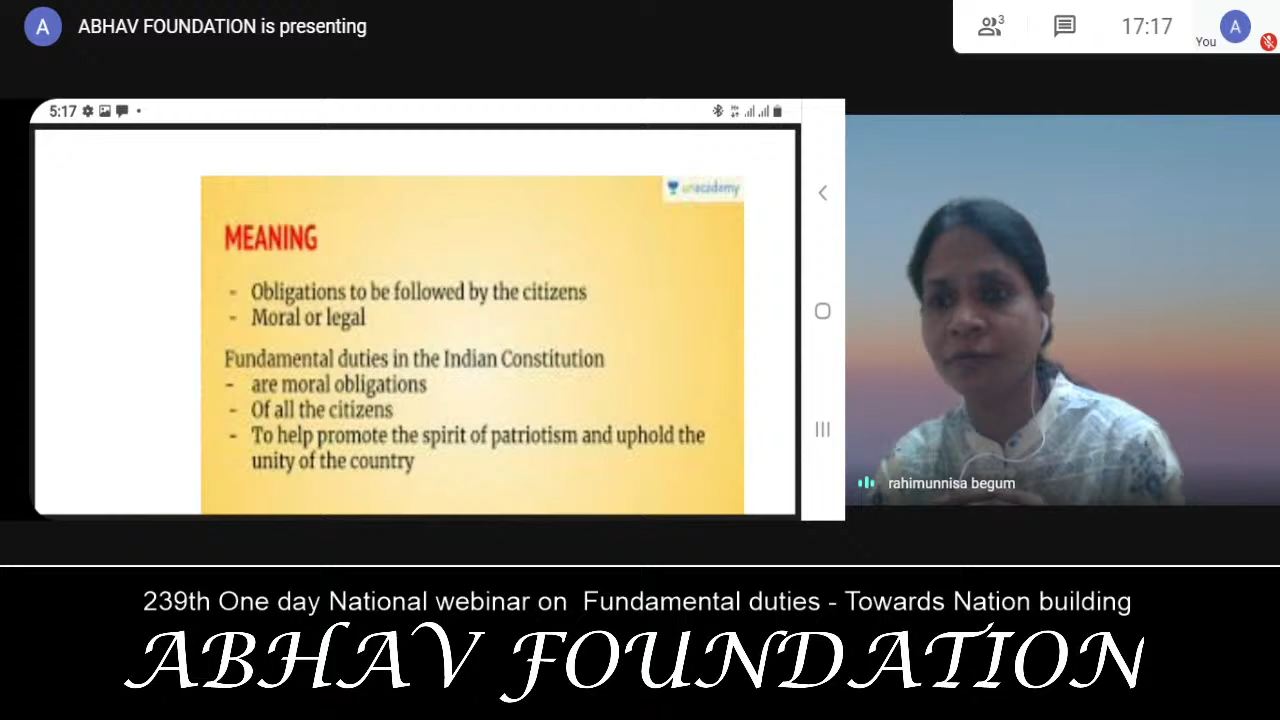 A
ABHAV FOUNDATION is presenting
3
17:17
You
A
5:17
unacademy
MEANING
- Obligations to be followed by the citizens
- Moral or legal
Fundamental duties in the Indian Constitution
- are moral obligations
- Of all the citizens
- To help promote the spirit of patriotism and uphold the
unity of the country
rahimunnisa begum
239th One day National webinar on Fundamental duties - Towards Nation building
ABHAV FOUNDATION